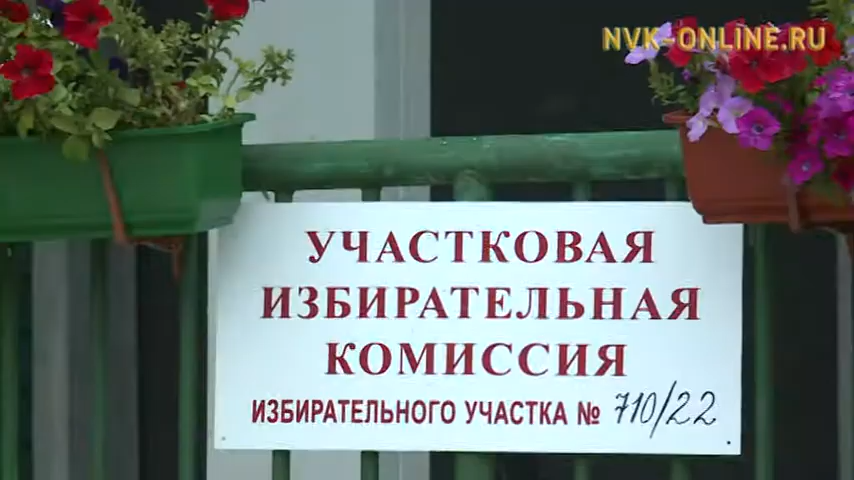 NVK-ONLINE.RU
УЧАСТКОВАЯ
ИЗБИРАТЕЛЬНАЯ
КОМИССИЯ
ИЗБИРАТЕЛЬНОГО УЧАСТКА № 710/22